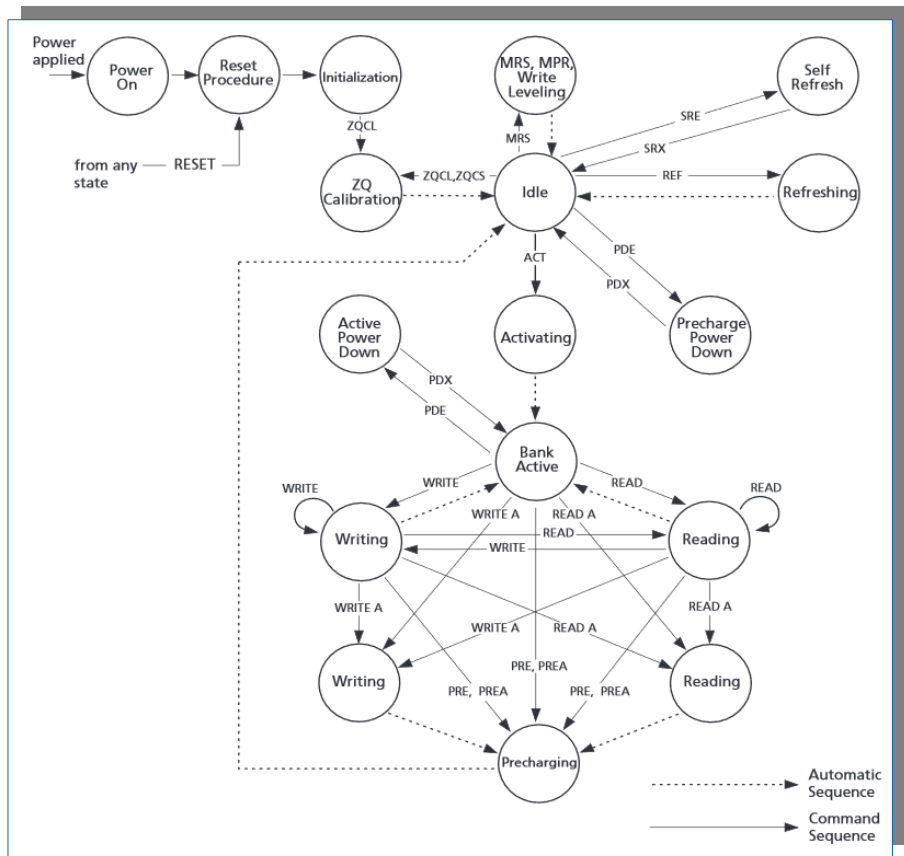 Power
applied
Power
On
Reset
Procedure
Initialization
MRS, MPR,
Write
Leveling
Self
Refresh
ZQCL
MRS
SRE
SRX
from any
state
RESET
ZQ
Calibration
ZQCL,ZQCS
Idle
REF
Refreshing
ACT
PDE
PDX
Active
Power
Down
Activating
Precharge
Power
Down
PDX
PDE
Bank
Active
WRITE
WRITE
READ
READ
WRITE A
READ A
Writing
READ
WRITE
Reading
WRITE A
READ A
WRITE A
READ A
Writing
PRE, PREA
PRE, PREA
PRE, PREA
Reading
Precharging
Automatic
Sequence
Command
Sequence